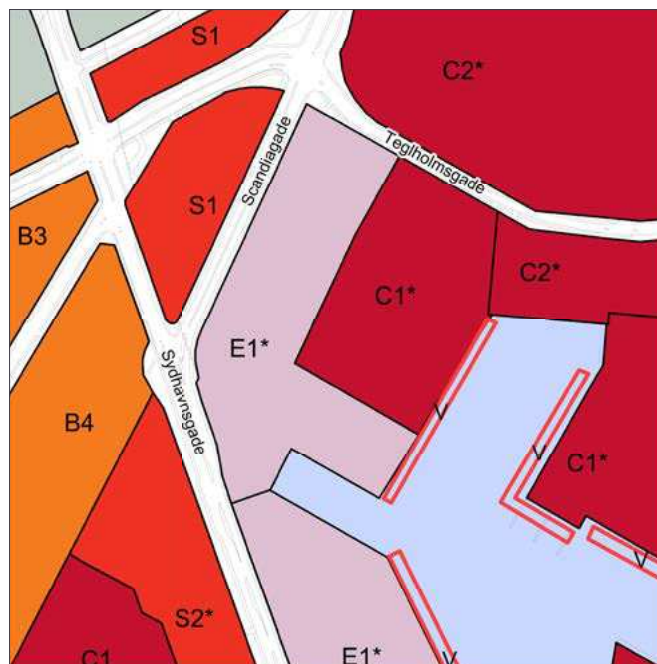 S1
C2*
Scandiagade
Teglholmsgade
S1
B3
C2*
C1*
E1*
Sydhavnsgade
V
B4
V
C1*
V
S2*
C1
E1*
V